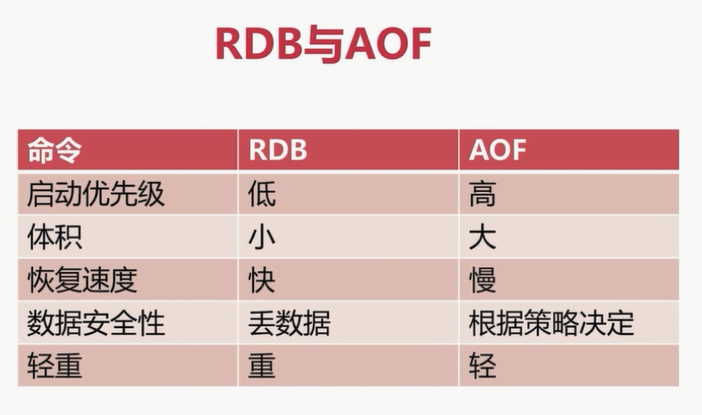 RDB与AOF
命令 RDB AOF
启动优先级 低 高
体积 小 大
恢复速度 快 慢
数据安全性 丢数据 根据策略决定
轻重 重 轻